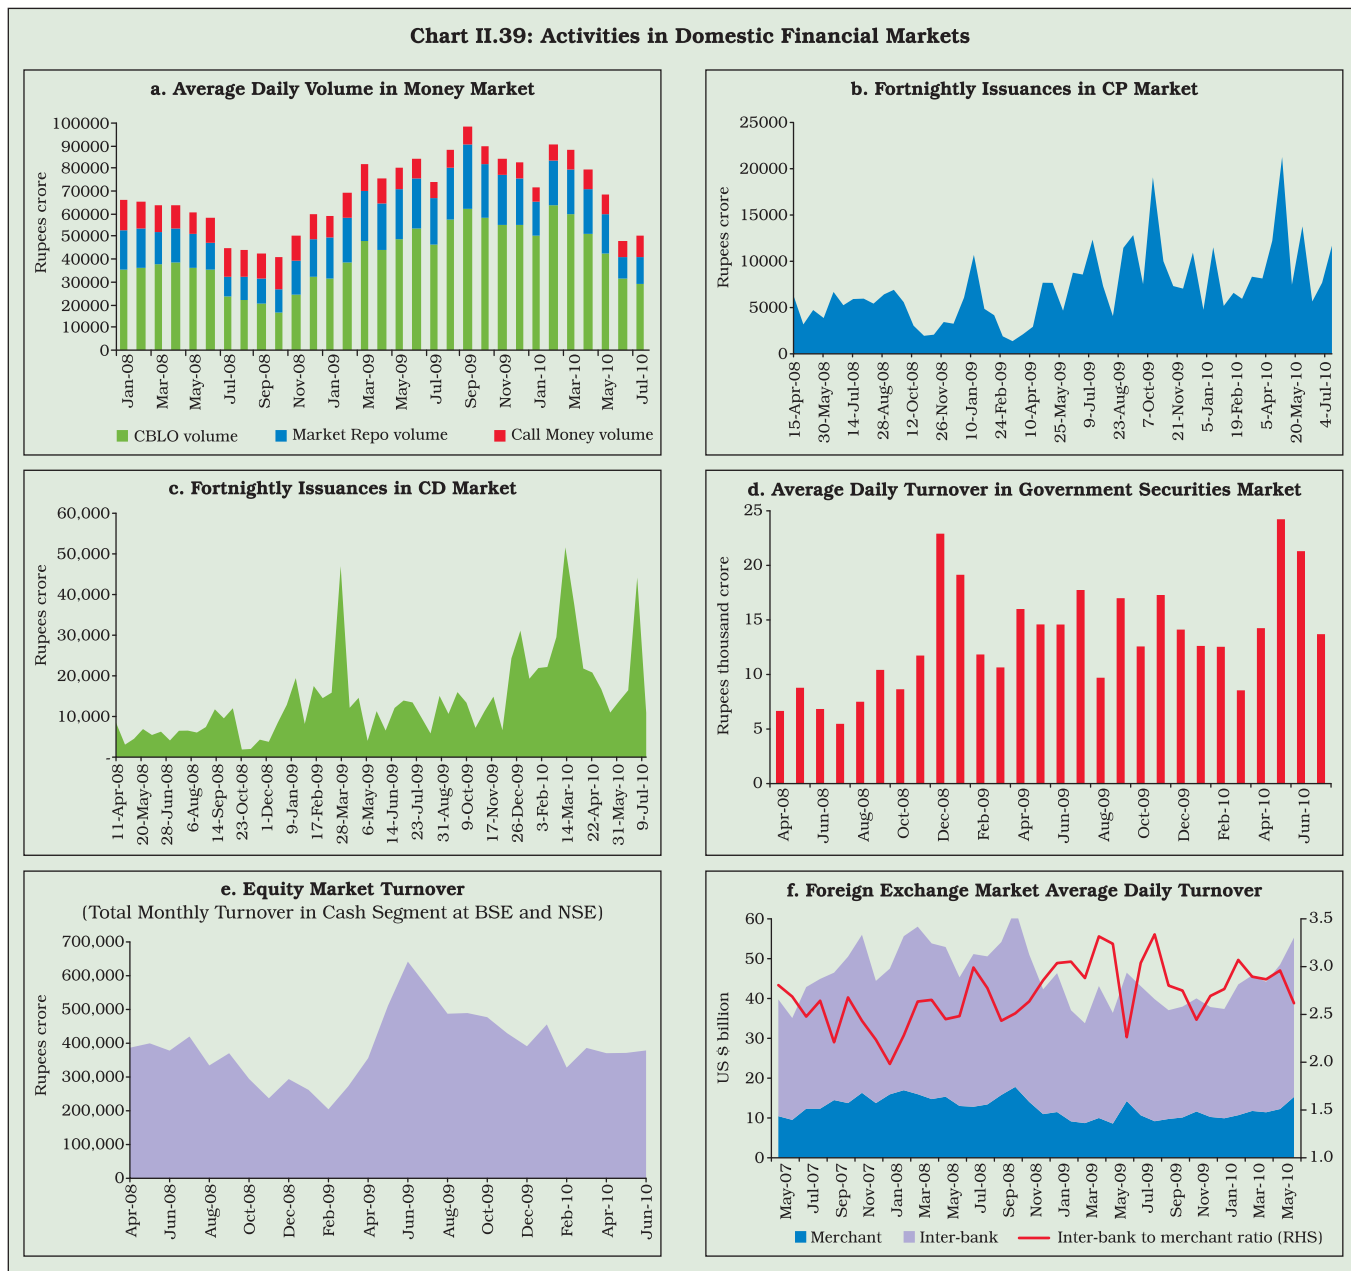 Chart II.39: Activities in Domestic Financial Markets
a. Average Daily Volume in Money Market
Rupees crore
100000
90000
80000
70000
60000
50000
40000
30000
20000
10000
0
Jan-08 Mar-08 May-08 Jul-08 Sep-08 Nov-08 Jan-09 Mar-09 May-09 Jul-09 Sep-09 Nov-09 Jan-10 Mar-10 May-10 Jul-10
CBLO volume Market Repo volume Call Money volume
b. Fortnightly Issuances in CP Market
Rupees crore
25000
20000
15000
10000
5000
0
15-Apr-08 30-May-08 14-Jul-08 28-Aug-08 12-Oct-08 26-Nov-08 10-Jan-09 24-Feb-09 10-Apr-09 25-May-09 9-Jul-09 23-Aug-09 7-Oct-09 21-Nov-09 5-Jan-10 19-Feb-10 5-Apr-10 20-May-10 4-Jul-10
c. Fortnightly Issuances in CD Market
Rupees crore
60,000
50,000
40,000
30,000
20,000
10,000
-
11-Apr-08 20-May-08 28-Jun-08 6-Aug-08 14-Sep-08 23-Oct-08 1-Dec-08 9-Jan-09 17-Feb-09 28-Mar-09 6-May-09 14-Jun-09 23-Jul-09 31-Aug-09 9-Oct-09 17-Nov-09 26-Dec-09 3-Feb-10 14-Mar-10 22-Apr-10 31-May-10 9-Jul-10
d. Average Daily Turnover in Government Securities Market
Rupees thousand crore
25
20
15
10
5
0
Apr-08 Jun-08 Aug-08 Oct-08 Dec-08 Feb-09 Apr-09 Jun-09 Aug-09 Oct-09 Dec-09 Feb-10 Apr-10 Jun-10
e. Equity Market Turnover
(Total Monthly Turnover in Cash Segment at BSE and NSE)
Rupees crore
700,000
600,000
500,000
400,000
300,000
200,000
100,000
0
Apr-08 Jun-08 Aug-08 Oct-08 Dec-08 Feb-09 Apr-09 Jun-09 Aug-09 Oct-09 Dec-09 Feb-10 Apr-10 Jun-10
f. Foreign Exchange Market Average Daily Turnover
US $ billion
60
50
40
30
20
10
0
3.5
3.0
2.5
2.0
1.5
1.0
May-07 Jul-07 Sep-07 Nov-07 Jan-08 Mar-08 May-08 Jul-08 Sep-08 Nov-08 Jan-09 Mar-09 May-09 Jul-09 Sep-09 Nov-09 Jan-10 Mar-10 May-10
Merchant Inter-bank Inter-bank to merchant ratio (RHS)